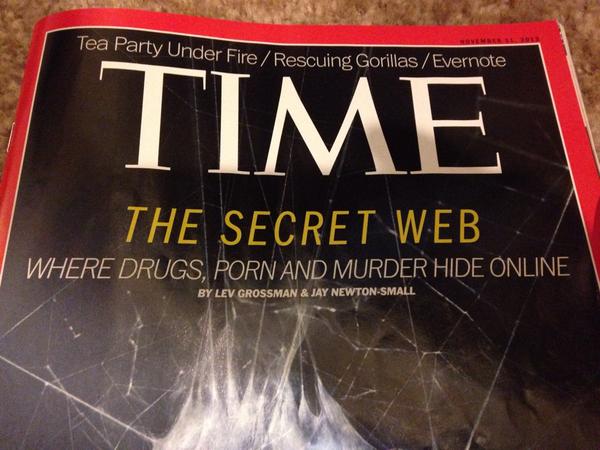 NOVEMBER 11, 2013
Tea Party Under Fire / Rescuing Gorillas / Evernote
TIME
THE SECRET WEB
WHERE DRUGS, PORN AND MURDER HIDE ONLINE
BY LEV GROSSMAN & JAY NEWTON-SMALL